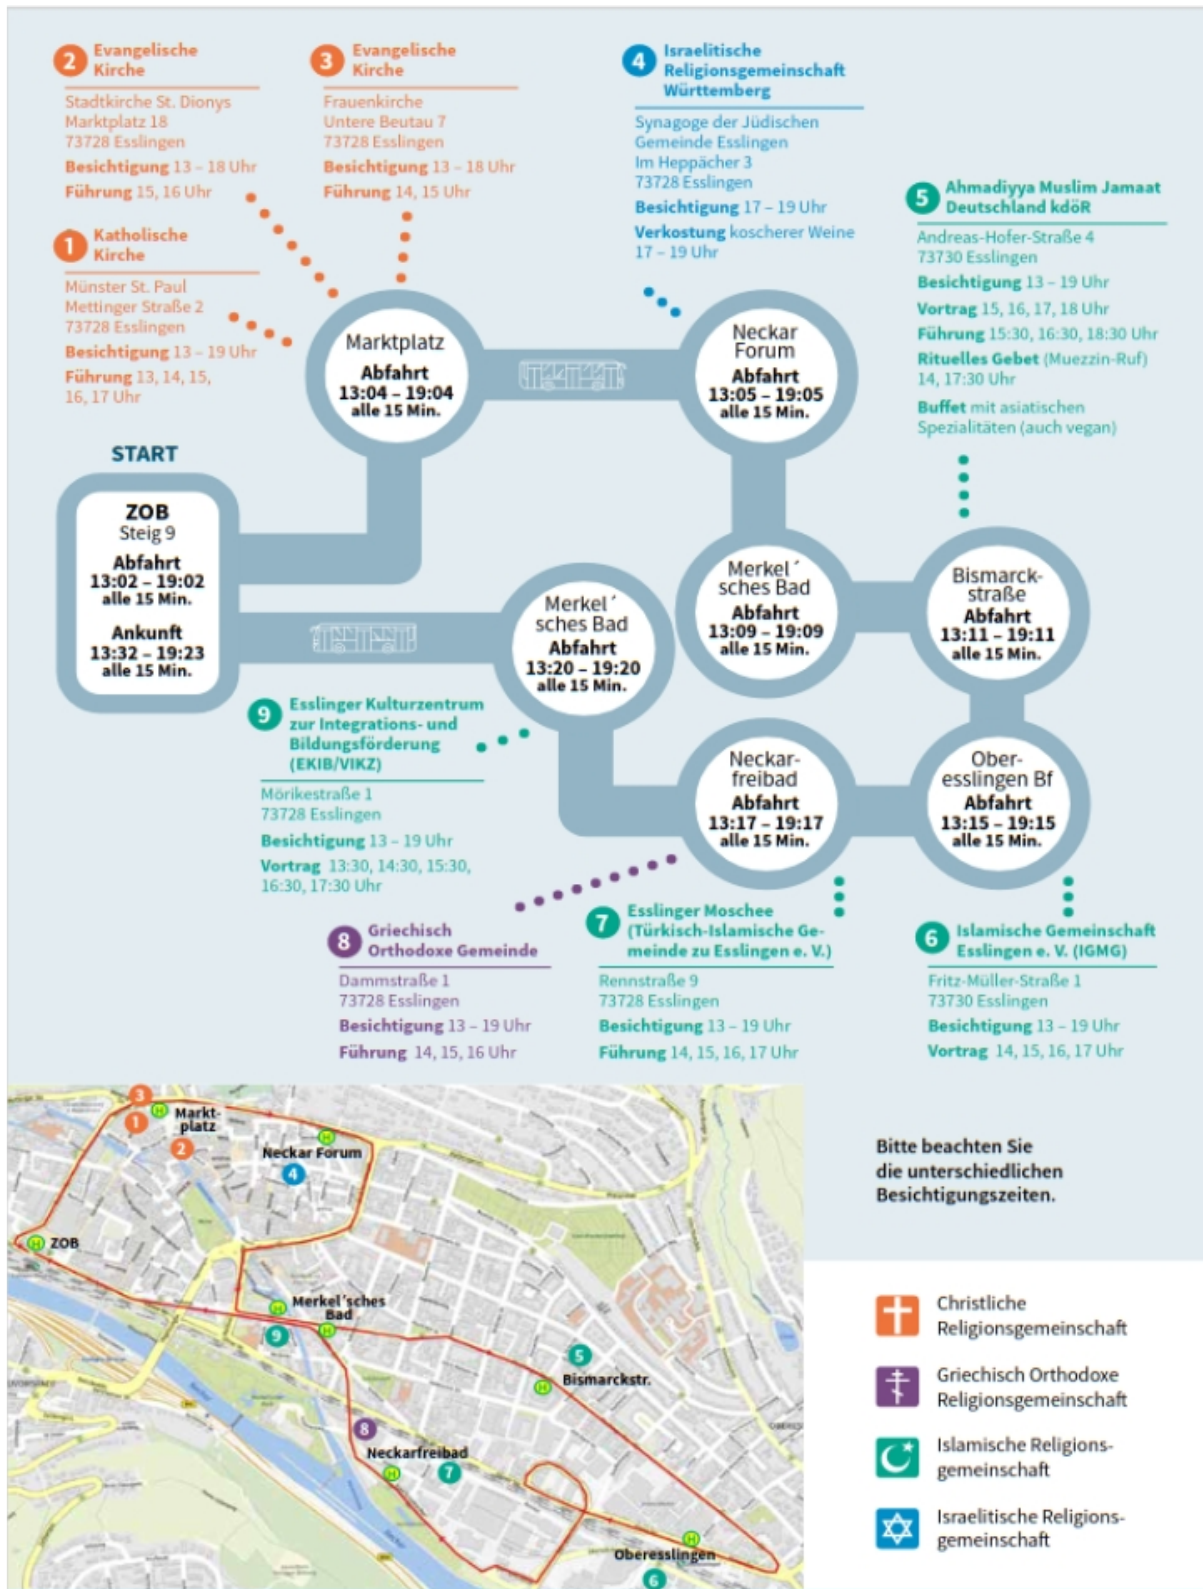 2 Evangelische
Kirche
Stadtkirche St. Dionys
Marktplatz 18
73728 Esslingen
Besichtigung 13 – 18 Uhr
Führung 15, 16 Uhr
3 Evangelische
Kirche
Frauenkirche
Untere Beutau 7
73728 Esslingen
Besichtigung 13 – 18 Uhr
Führung 14, 15 Uhr
4 Israelitische
Religionsgemeinschaft
Württemberg
Synagoge der Jüdischen
Gemeinde Esslingen
Im Heppächer 3
73728 Esslingen
Besichtigung 17 – 19 Uhr
Verkostung koscherer Weine
17 – 19 Uhr
5 Ahmadiyya Muslim Jamaat
Deutschland kdöR
Andreas-Hofer-Straße 4
73730 Esslingen
Besichtigung 13 – 19 Uhr
Vortrag 15, 16, 17, 18 Uhr
Führung 15:30, 16:30, 18:30 Uhr
Rituelles Gebet (Muezzin-Ruf)
14, 17:30 Uhr
Buffet mit asiatischen
Spezialitäten (auch vegan)
1 Katholische
Kirche
Münster St. Paul
Mettinger Straße 2
73728 Esslingen
Besichtigung 13 – 19 Uhr
Führung 13, 14, 15,
16, 17 Uhr
Marktplatz
Abfahrt
13:04 – 19:04
alle 15 Min.
Neckar
Forum
Abfahrt
13:05 – 19:05
alle 15 Min.
START
ZOB
Steig 9
Abfahrt
13:02 – 19:02
alle 15 Min.
Ankunft
13:32 – 19:23
alle 15 Min.
Merkel´
sches Bad
Abfahrt
13:20 – 19:20
alle 15 Min.
Merkel´
sches Bad
Abfahrt
13:09 – 19:09
alle 15 Min.
Bismarck-
straße
Abfahrt
13:11 – 19:11
alle 15 Min.
Neckar-
freibad
Abfahrt
13:17 – 19:17
alle 15 Min.
Ober-
esslingen Bf
Abfahrt
13:15 – 19:15
alle 15 Min.
9 Esslinger Kulturzentrum
zur Integrations- und
Bildungsförderung
(EKIB/VIKZ)
Mörikestraße 1
73728 Esslingen
Besichtigung 13 – 19 Uhr
Vortrag 13:30, 14:30, 15:30,
16:30, 17:30 Uhr
8 Griechisch
Orthodoxe Gemeinde
Dammstraße 1
73728 Esslingen
Besichtigung 13 – 19 Uhr
Führung 14, 15, 16 Uhr
7 Esslinger Moschee
(Türkisch-Islamische Ge-
meinde zu Esslingen e. V.)
Rennstraße 9
73728 Esslingen
Besichtigung 13 – 19 Uhr
Führung 14, 15, 16, 17 Uhr
6 Islamische Gemeinschaft
Esslingen e. V. (IGMG)
Fritz-Müller-Straße 1
73730 Esslingen
Besichtigung 13 – 19 Uhr
Vortrag 14, 15, 16, 17 Uhr
3
H
Markt-
platz
1
2
H
Neckar Forum
4
H ZOB
Merkel´sches
Bad
H
H
9
5
Bismarckstr.
H
8
Neckarfreibad
H
7
H
Oberesslingen
6
Bitte beachten Sie
die unterschiedlichen
Besichtigungszeiten.
Christliche
Religionsgemeinschaft
Griechisch Orthodoxe
Religionsgemeinschaft
Islamische Religions-
gemeinschaft
Israelitische Religions-
gemeinschaft